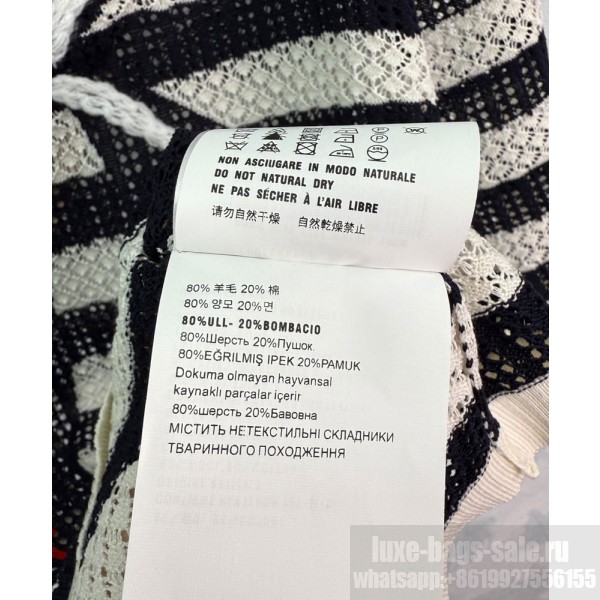 NON ASCIUGARE IN MODO NATURALE
DO NOT NATURAL DRY
NE PAS SÉCHER À L'AIR LIBRE
请勿自然干燥 自然乾燥禁止
80% 羊毛 20% 棉
80% 양모 20%면
80%ULL- 20%BOMBACIO
80%Шерсть 20%Пушок.
80%EĞRILMIŞ IPEK 20%PAMUK
Dokuma olmayan hayvansal
kaynaklı parçalar içerir
80%шерсть 20%Бавовна
МІСТИТЬ НЕТЕКСТИЛЬНІ СКЛАДНИКИ
ТВАРИННОГО ПОХОДЖЕННЯ
luxe-bags-sale.ru
whatsapp:+8619927556155